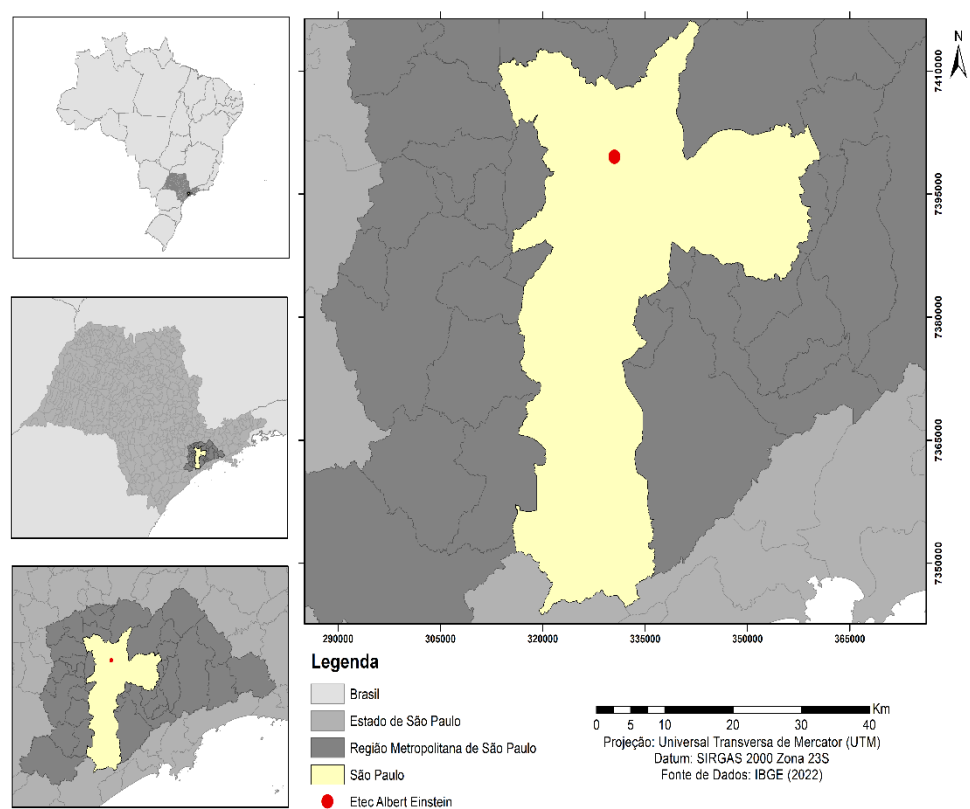 N
7410000
7395000
7380000
7365000
7350000
290000 305000 320000 335000 350000 365000
Legenda
Brasil
Estado de São Paulo
Região Metropolitana de São Paulo
São Paulo
Etec Albert Einstein
Km
0 5 10 20 30 40
Projeção: Universal Transversa de Mercator (UTM)
Datum: SIRGAS 2000 Zona 23S
Fonte de Dados: IBGE (2022)